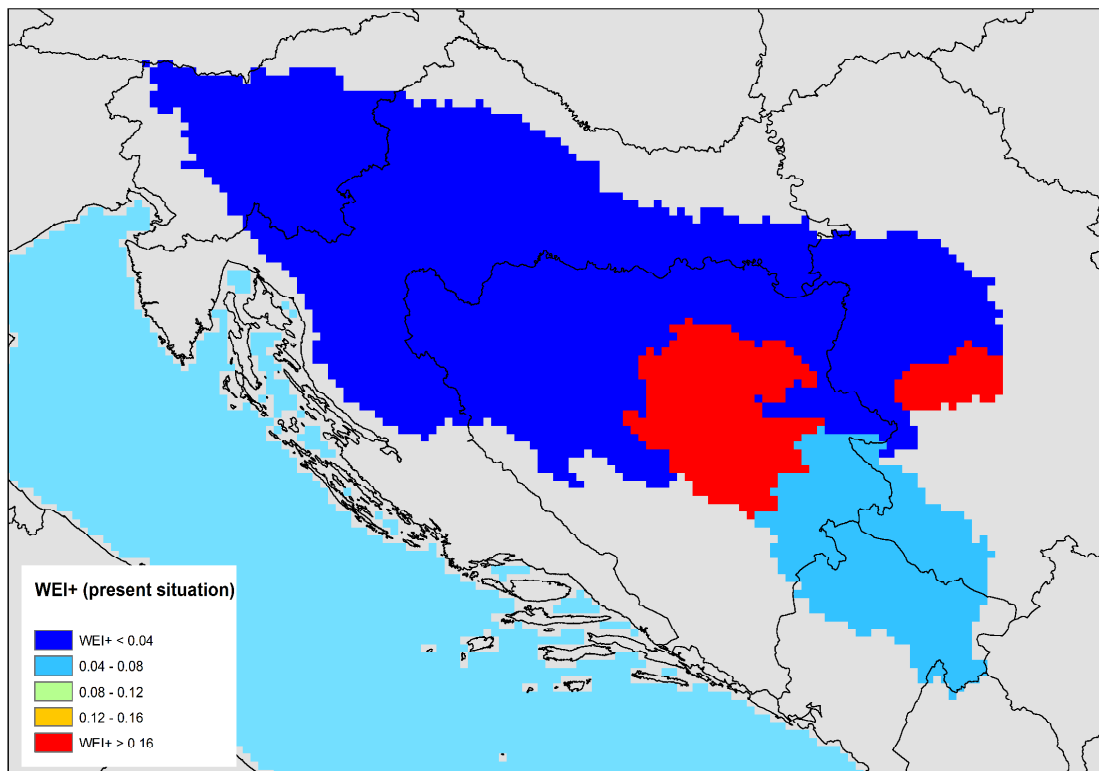 WEI+ (present situation)
WEI+ < 0.04
0.04 - 0.08
0.08 - 0.12
0.12 - 0.16
WEI+ > 0.16